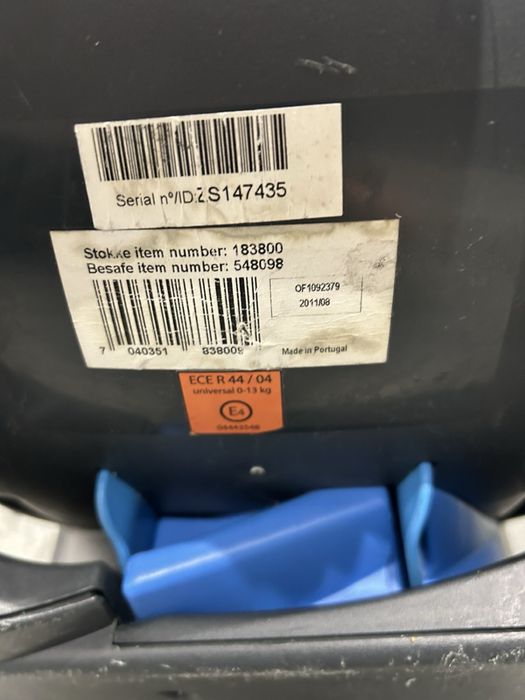 Serial nº/ID:ZS147435
Stokke item number: 183800
Besafe item number: 548098
OF1092379
2011/08
7 040351 838009
Made in Portugal
ECE R 44 / 04
universal 0-13 kg
E4